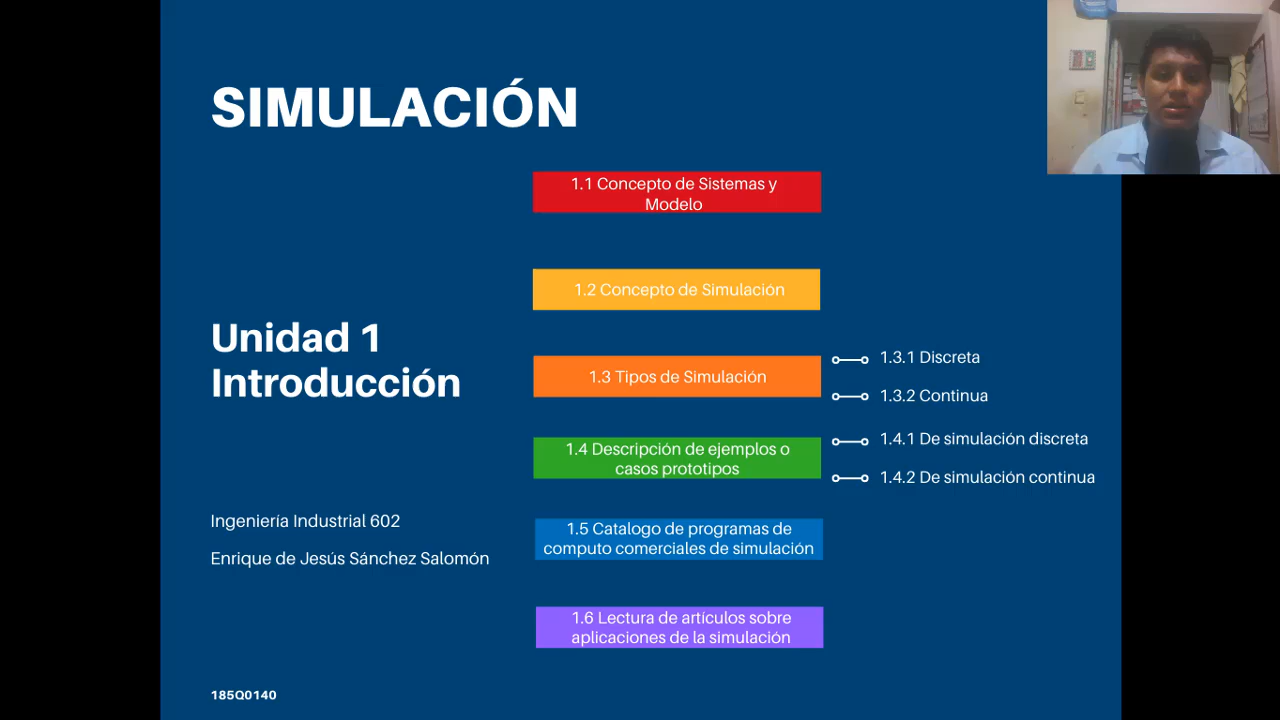 SIMULACIÓN
1.1 Concepto de Sistemas y
Modelo
1.2 Concepto de Simulación
Unidad 1
Introducción
1.3 Tipos de Simulación
1.3.1 Discreta
1.3.2 Continua
1.4 Descripción de ejemplos o
casos prototipos
1.4.1 De simulación discreta
1.4.2 De simulación continua
Ingeniería Industrial 602
Enrique de Jesús Sánchez Salomón
1.5 Catalogo de programas de
computo comerciales de simulación
1.6 Lectura de artículos sobre
aplicaciones de la simulación
185Q0140